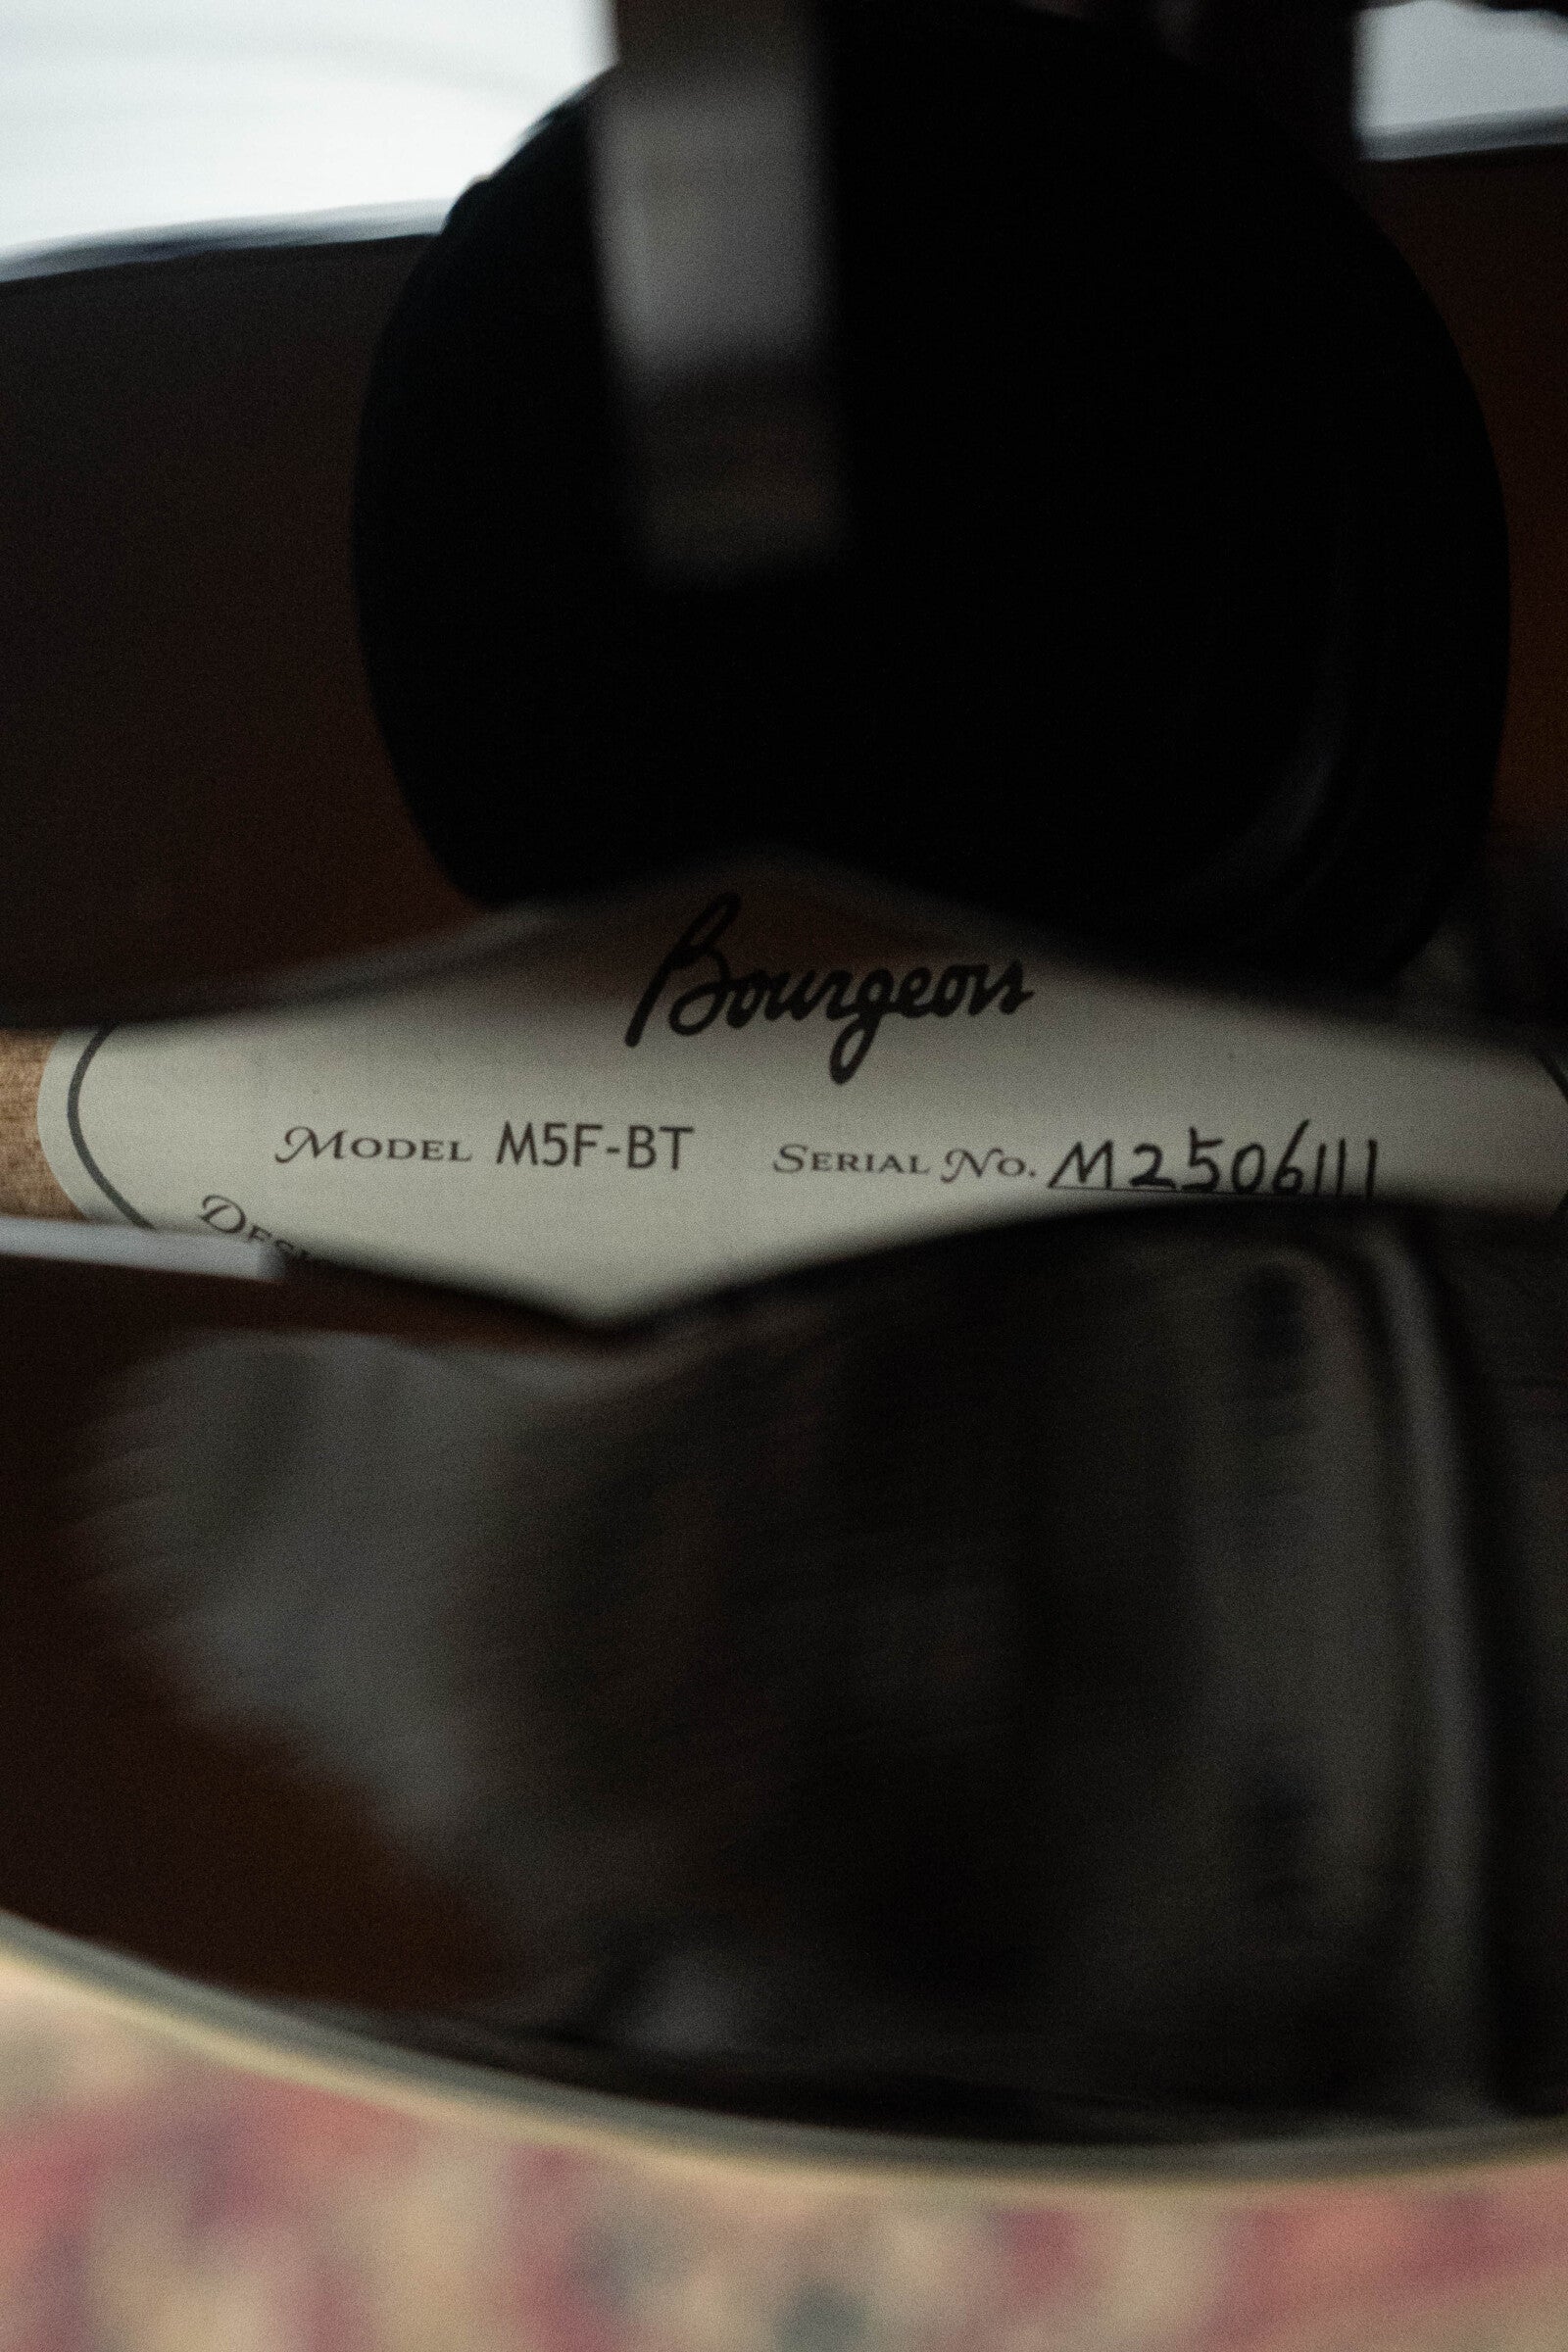 Bourgeois
Model M5F-BT Serial No. M2506111